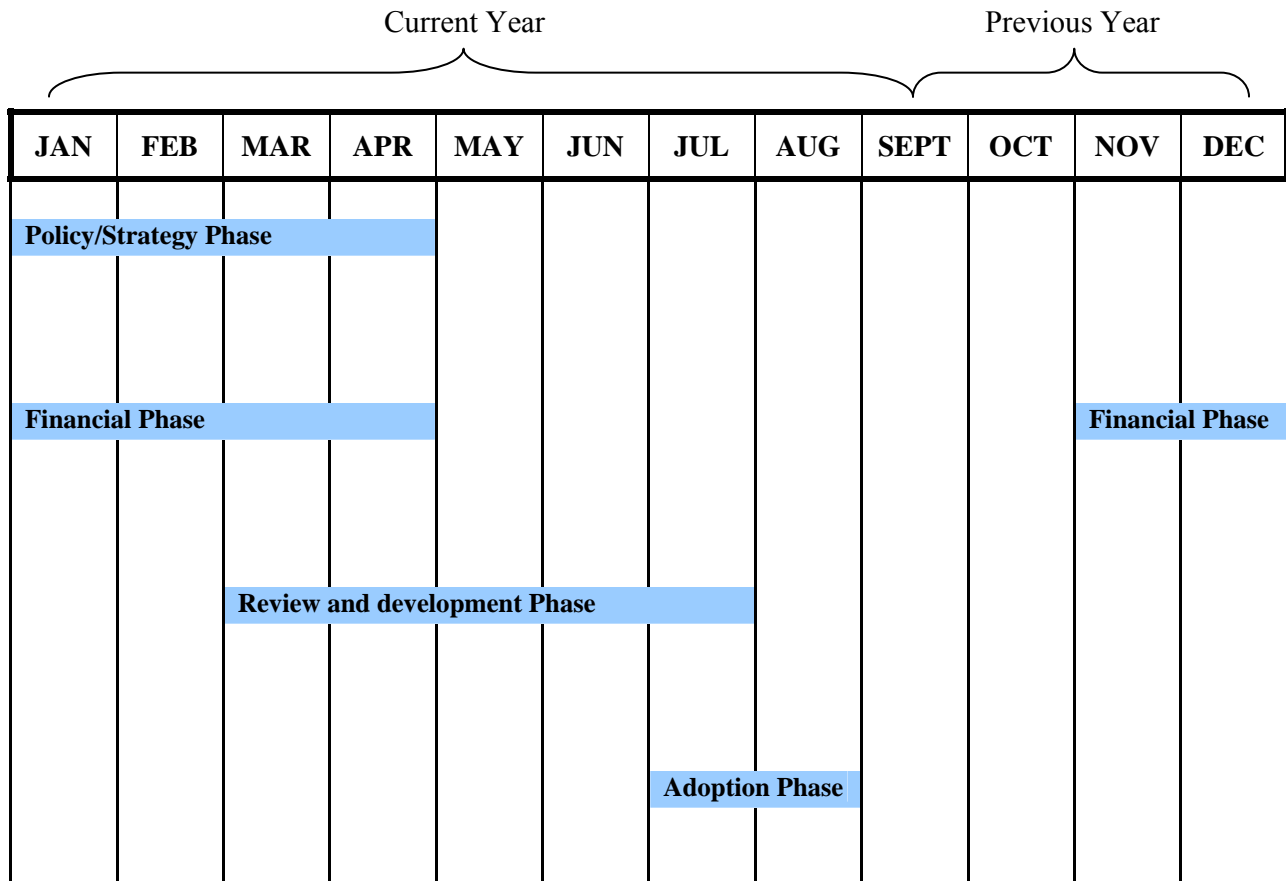 Current Year Previous Year
JAN FEB MAR APR MAY JUN JUL AUG SEPT OCT NOV DEC
Policy/Strategy Phase
Financial Phase Financial Phase
Review and development Phase
Adoption Phase